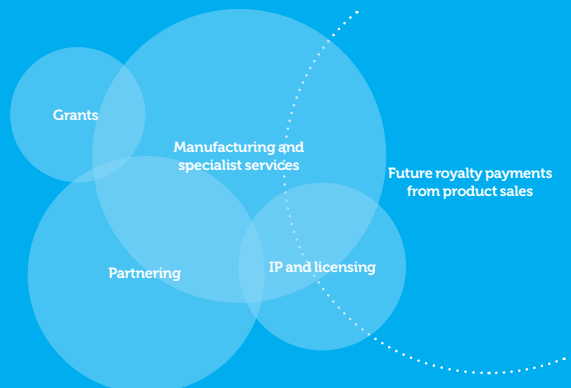 Grants
Manufacturing and
specialist services
Future royalty payments
from product sales
Partnering
IP and licensing